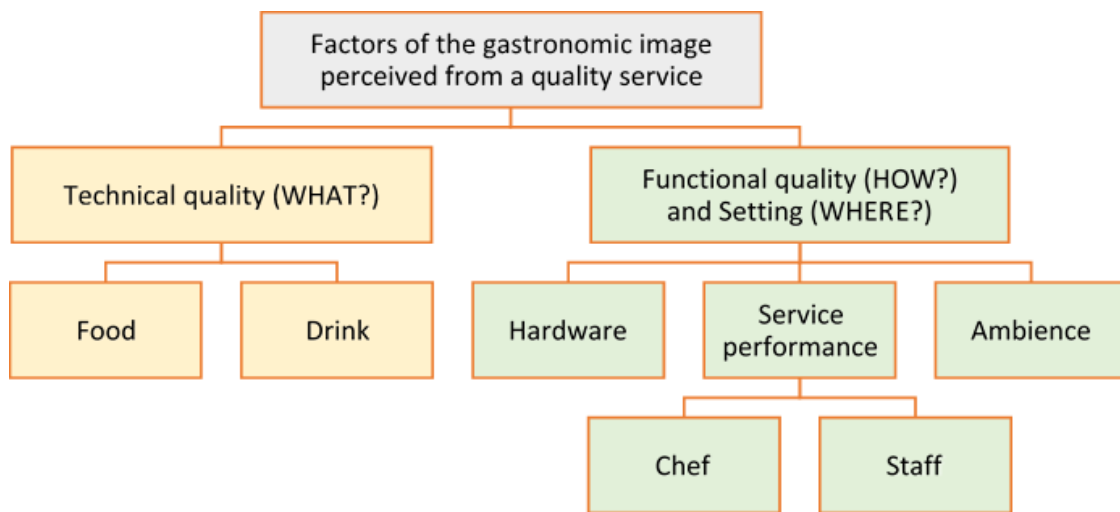 Factors of the gastronomic image
perceived from a quality service
Technical quality (WHAT?)
Functional quality (HOW?)
and Setting (WHERE?)
Food
Drink
Hardware
Service
performance
Ambience
Chef
Staff